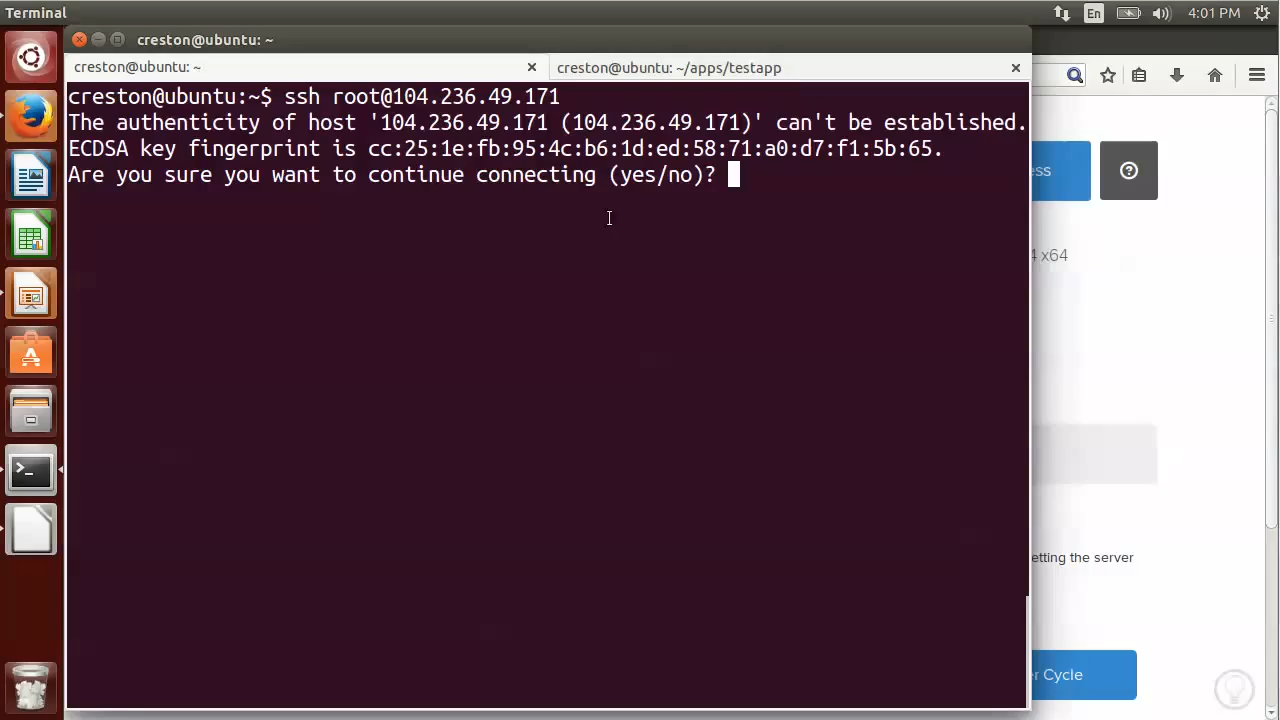 Terminal
En
4:01 PM
creston@ubuntu: ~
creston@ubuntu: ~
creston@ubuntu: ~/apps/testapp
creston@ubuntu:~$ ssh root@104.236.49.171
The authenticity of host '104.236.49.171 (104.236.49.171)' can't be established.
ECDSA key fingerprint is cc:25:1e:fb:95:4c:b6:1d:ed:58:71:a0:d7:f1:5b:65.
Are you sure you want to continue connecting (yes/no)?
ess
4 x64
etting the server
er Cycle